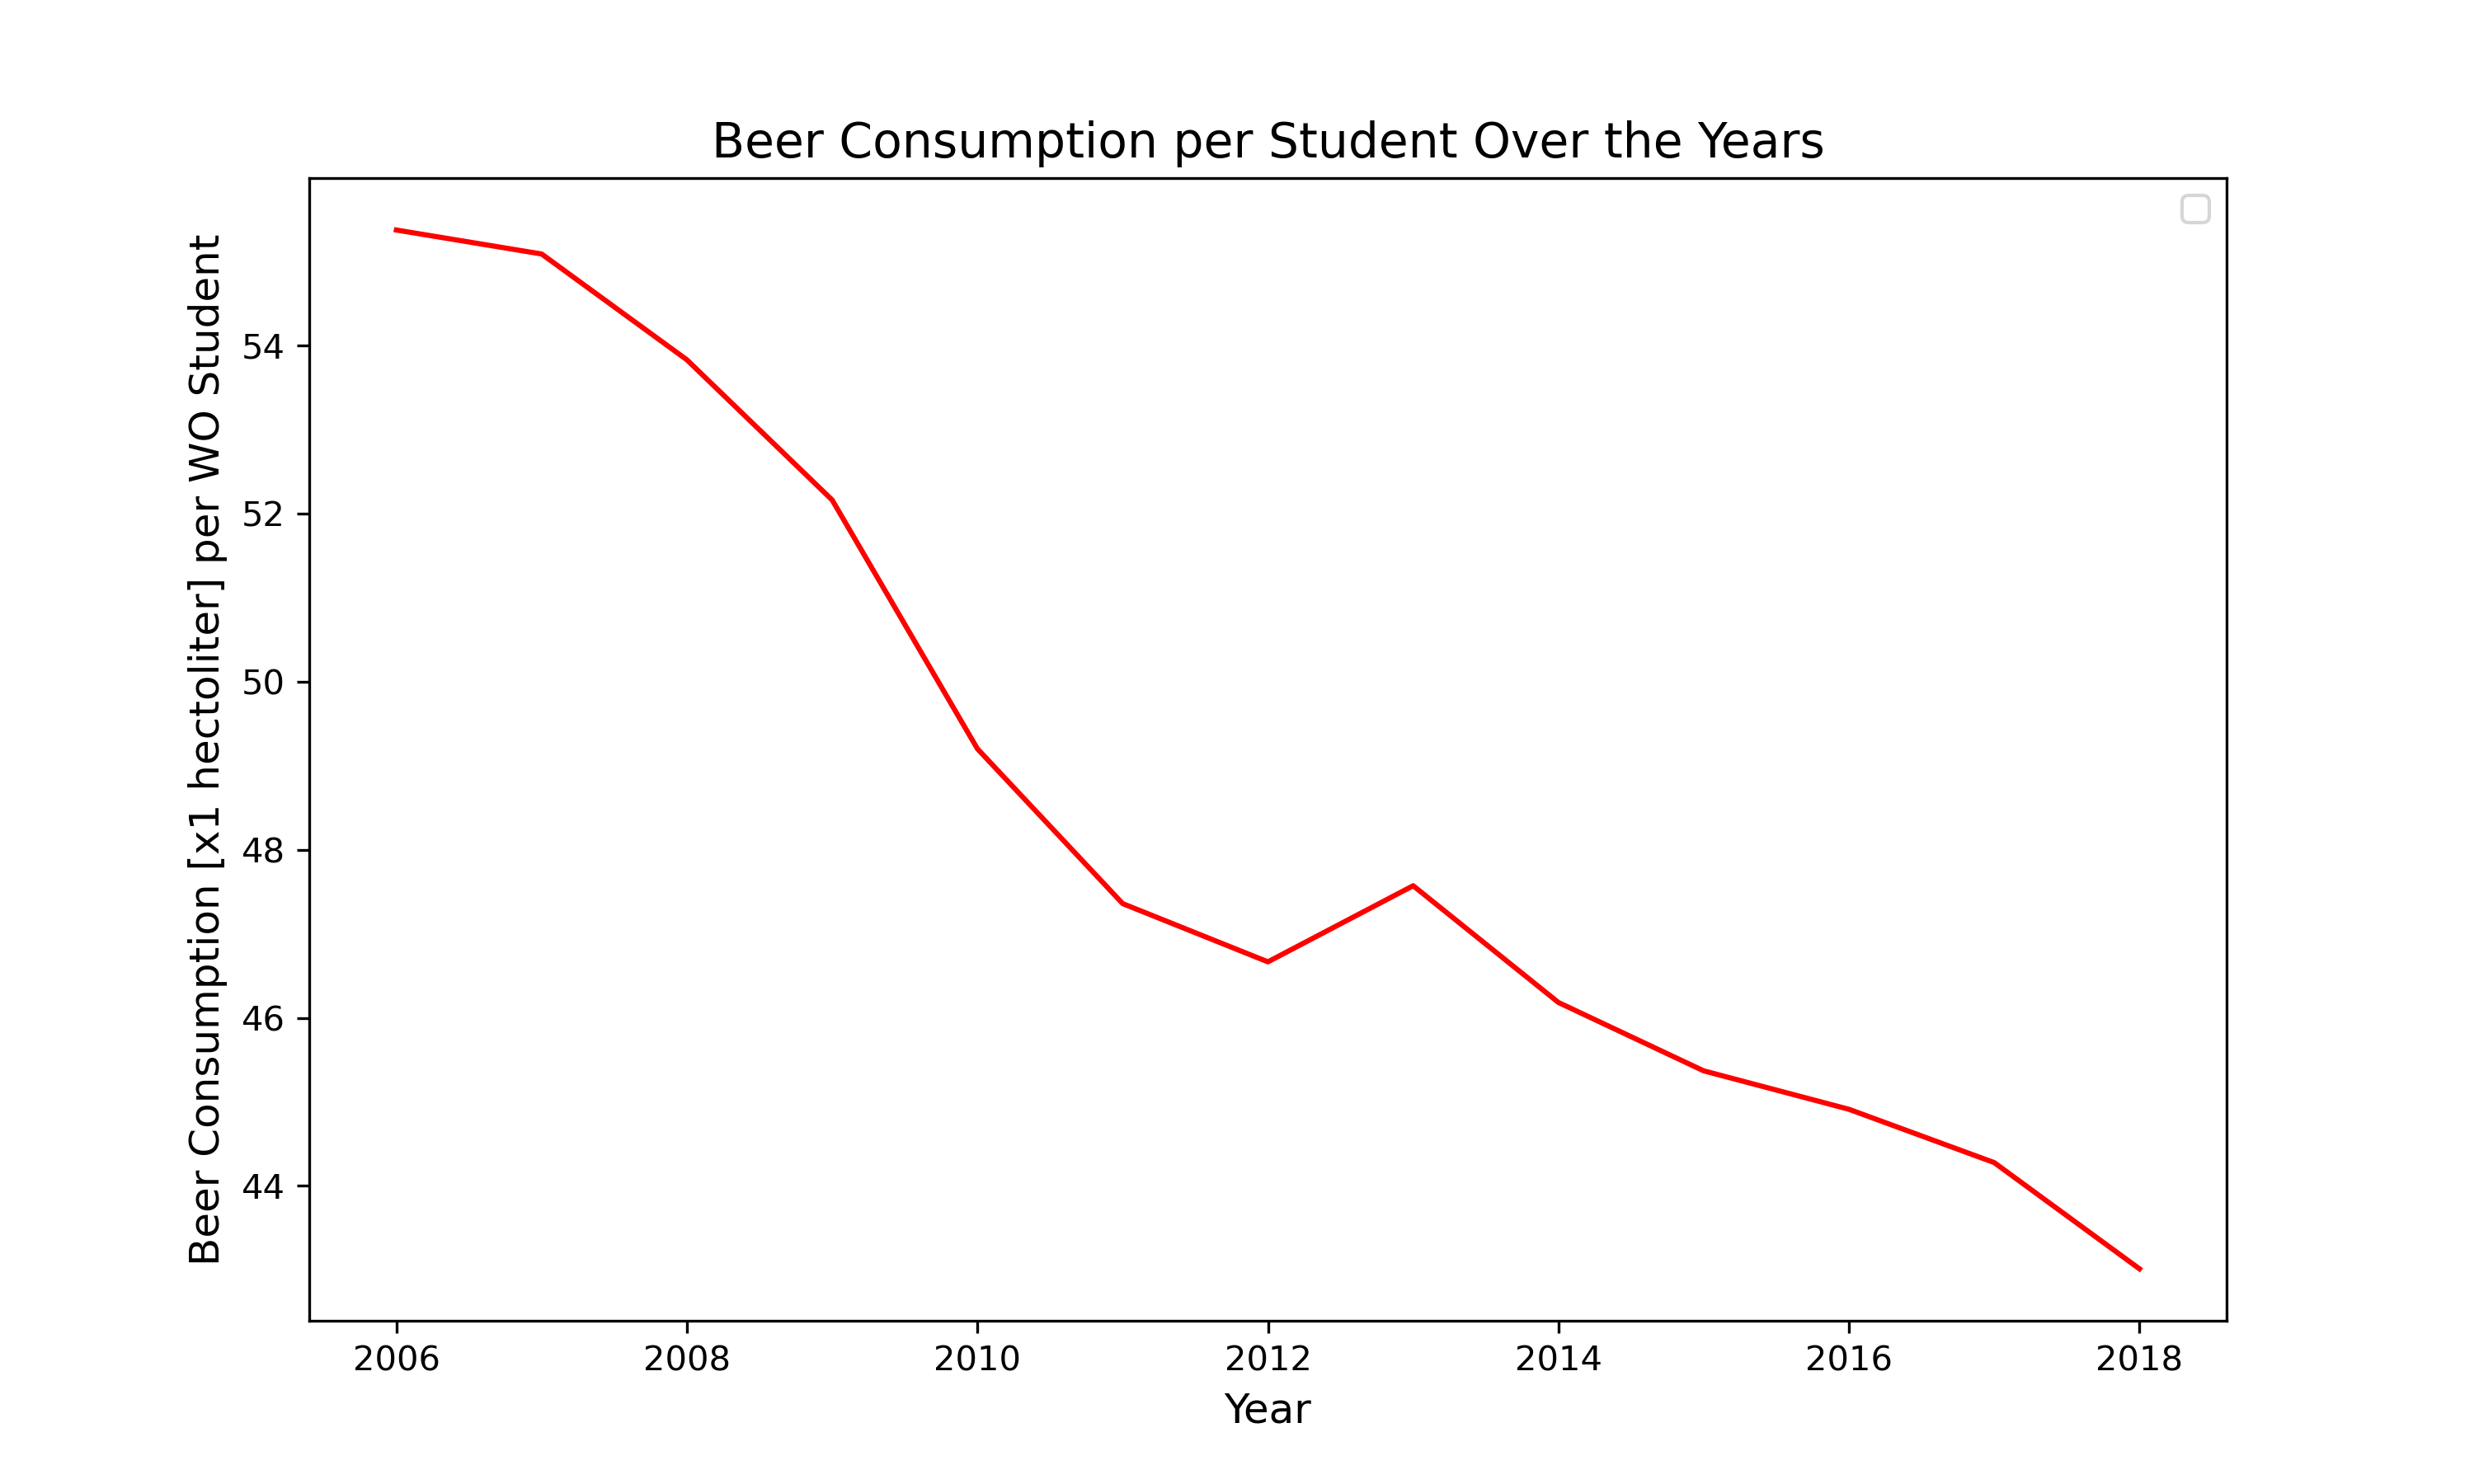 Beer Consumption per Student Over the Years
Beer Consumption [x1 hectoliter] per WO Student
54
52
50
48
46
44
2006 2008 2010 2012 2014 2016 2018
Year